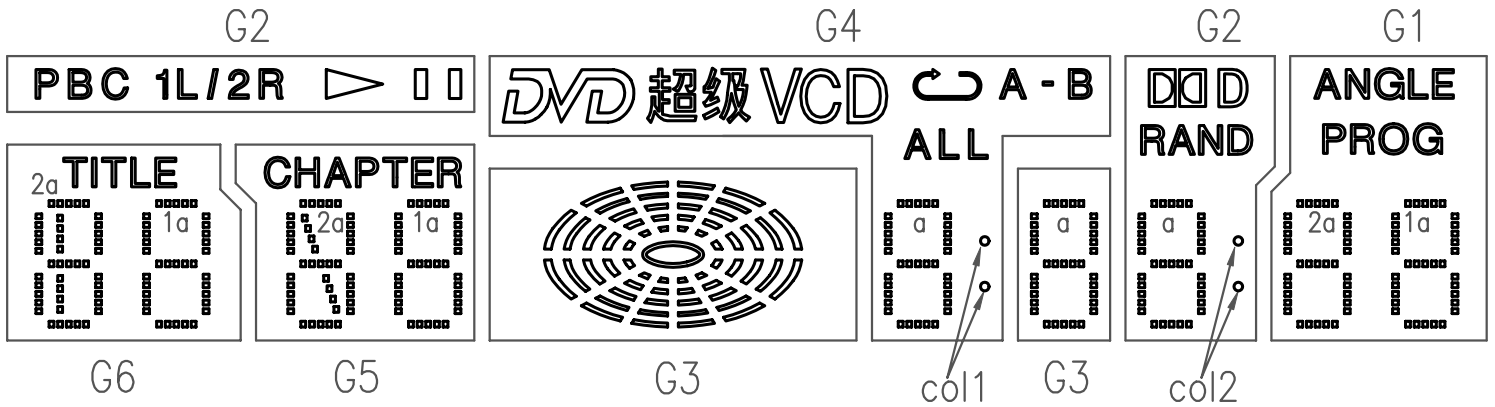 G2 G4 G2 G1
PBC 1L/2R DVD 超级 VCD A-B DD D ANGLE
ALL RAND PROG
TITLE CHAPTER
2a 1a 2a 1a a a a 2a 1a
G6 G5 G3 col1 G3 col2